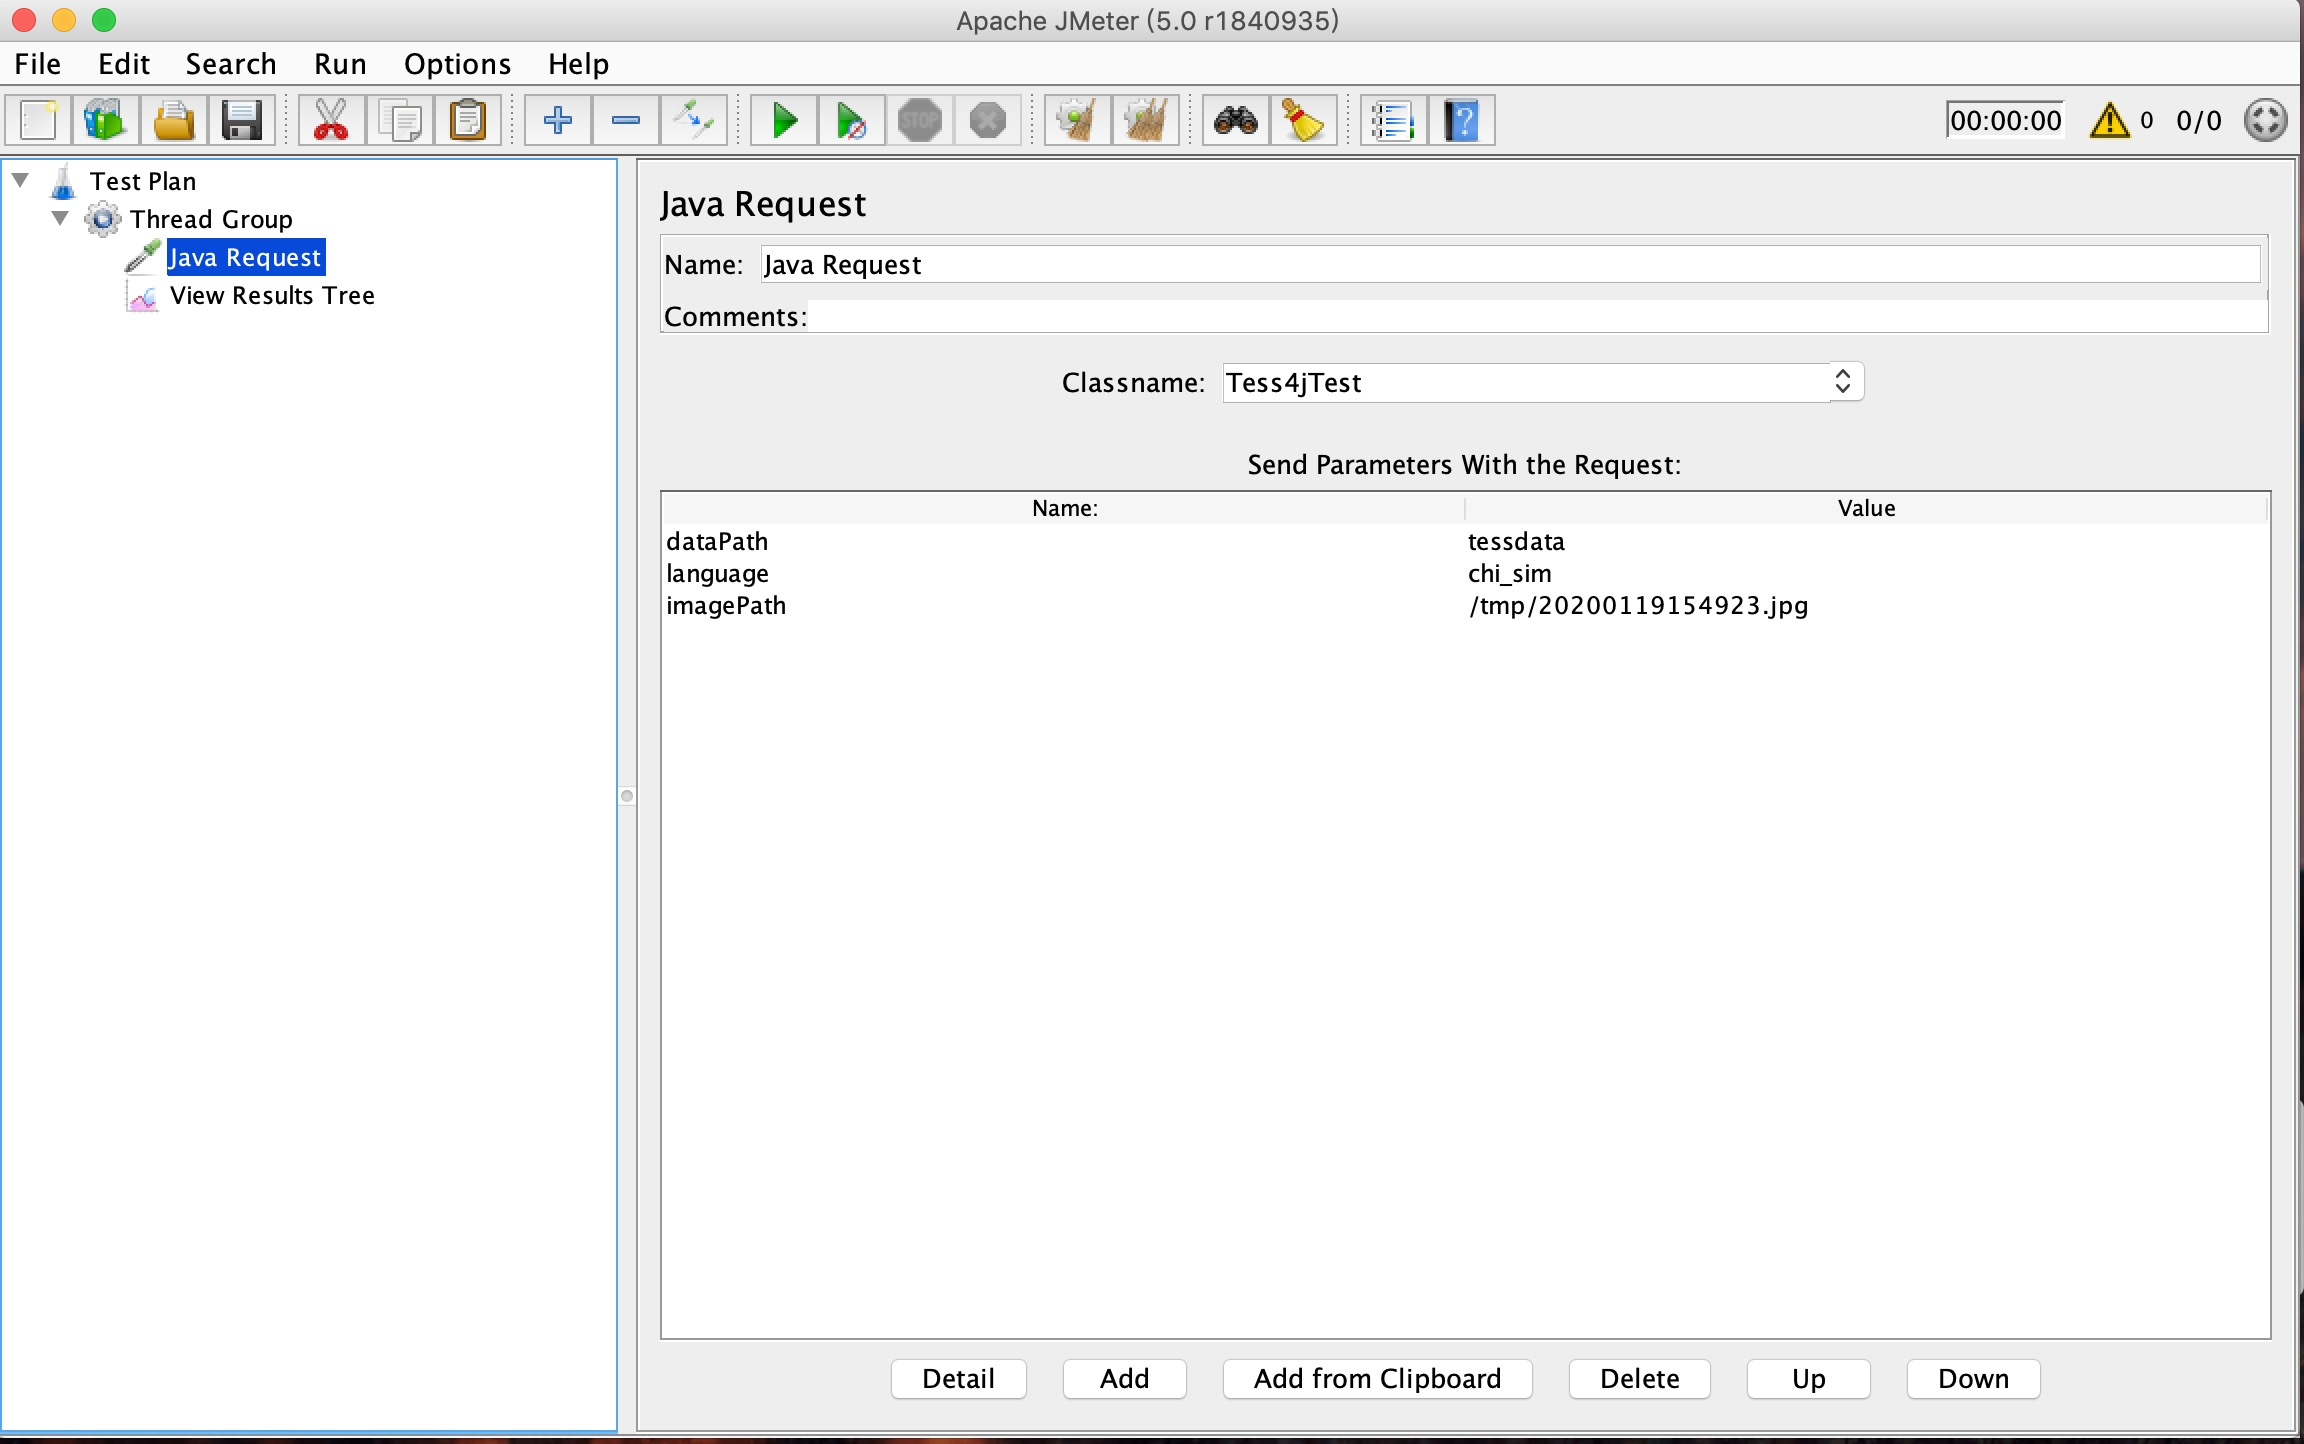 Apache JMeter (5.0 r1840935)
File Edit Search Run Options Help
STOP
00:00:00 0 0/0
Test Plan
Thread Group
Java Request
View Results Tree
Java Request
Name: Java Request
Comments:
Classname: Tess4jTest
Send Parameters With the Request:
Name: Value
dataPath tessdata
language chi_sim
imagePath /tmp/20200119154923.jpg
Detail Add Add from Clipboard Delete Up Down